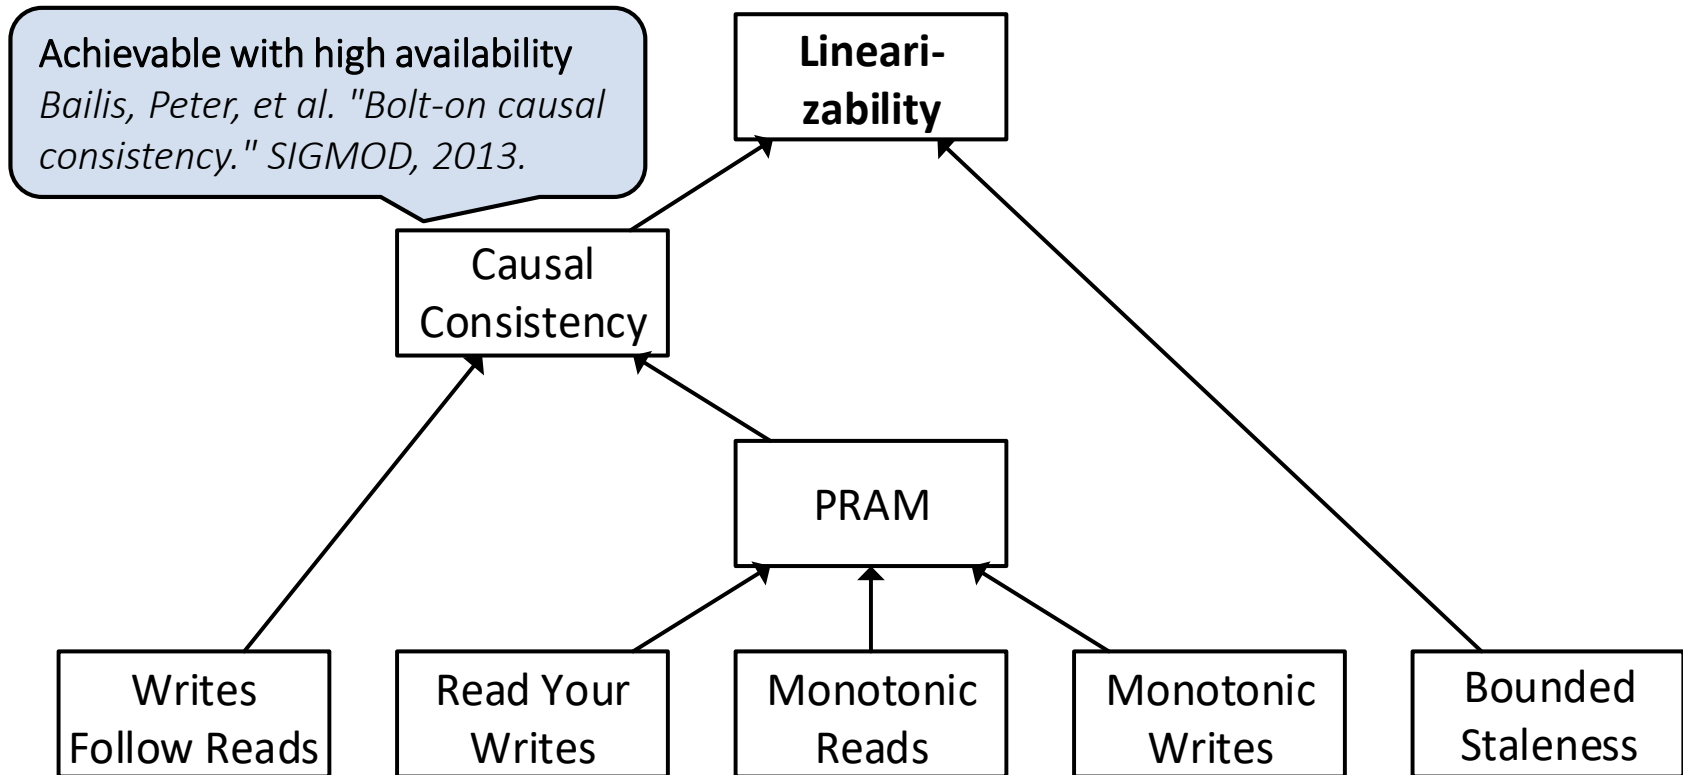 Achievable with high availability
Bailis, Peter, et al. "Bolt-on causal
consistency." SIGMOD, 2013.
Lineari-
zability
Causal
Consistency
PRAM
Writes
Follow Reads
Read Your
Writes
Monotonic
Reads
Monotonic
Writes
Bounded
Staleness